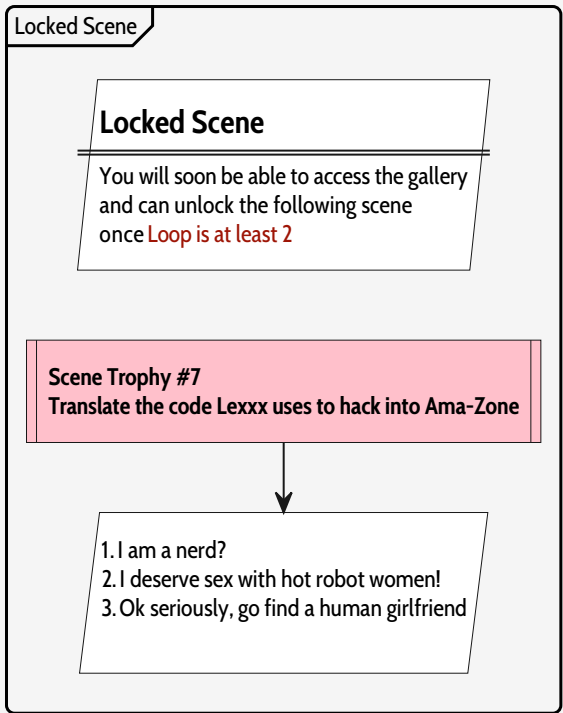 Locked Scene
Locked Scene
You will soon be able to access the gallery
and can unlock the following scene
once Loop is at least 2
Scene Trophy #7
Translate the code Lexxx uses to hack into Ama-Zone
1. I am a nerd?
2. I deserve sex with hot robot women!
3. Ok seriously, go find a human girlfriend